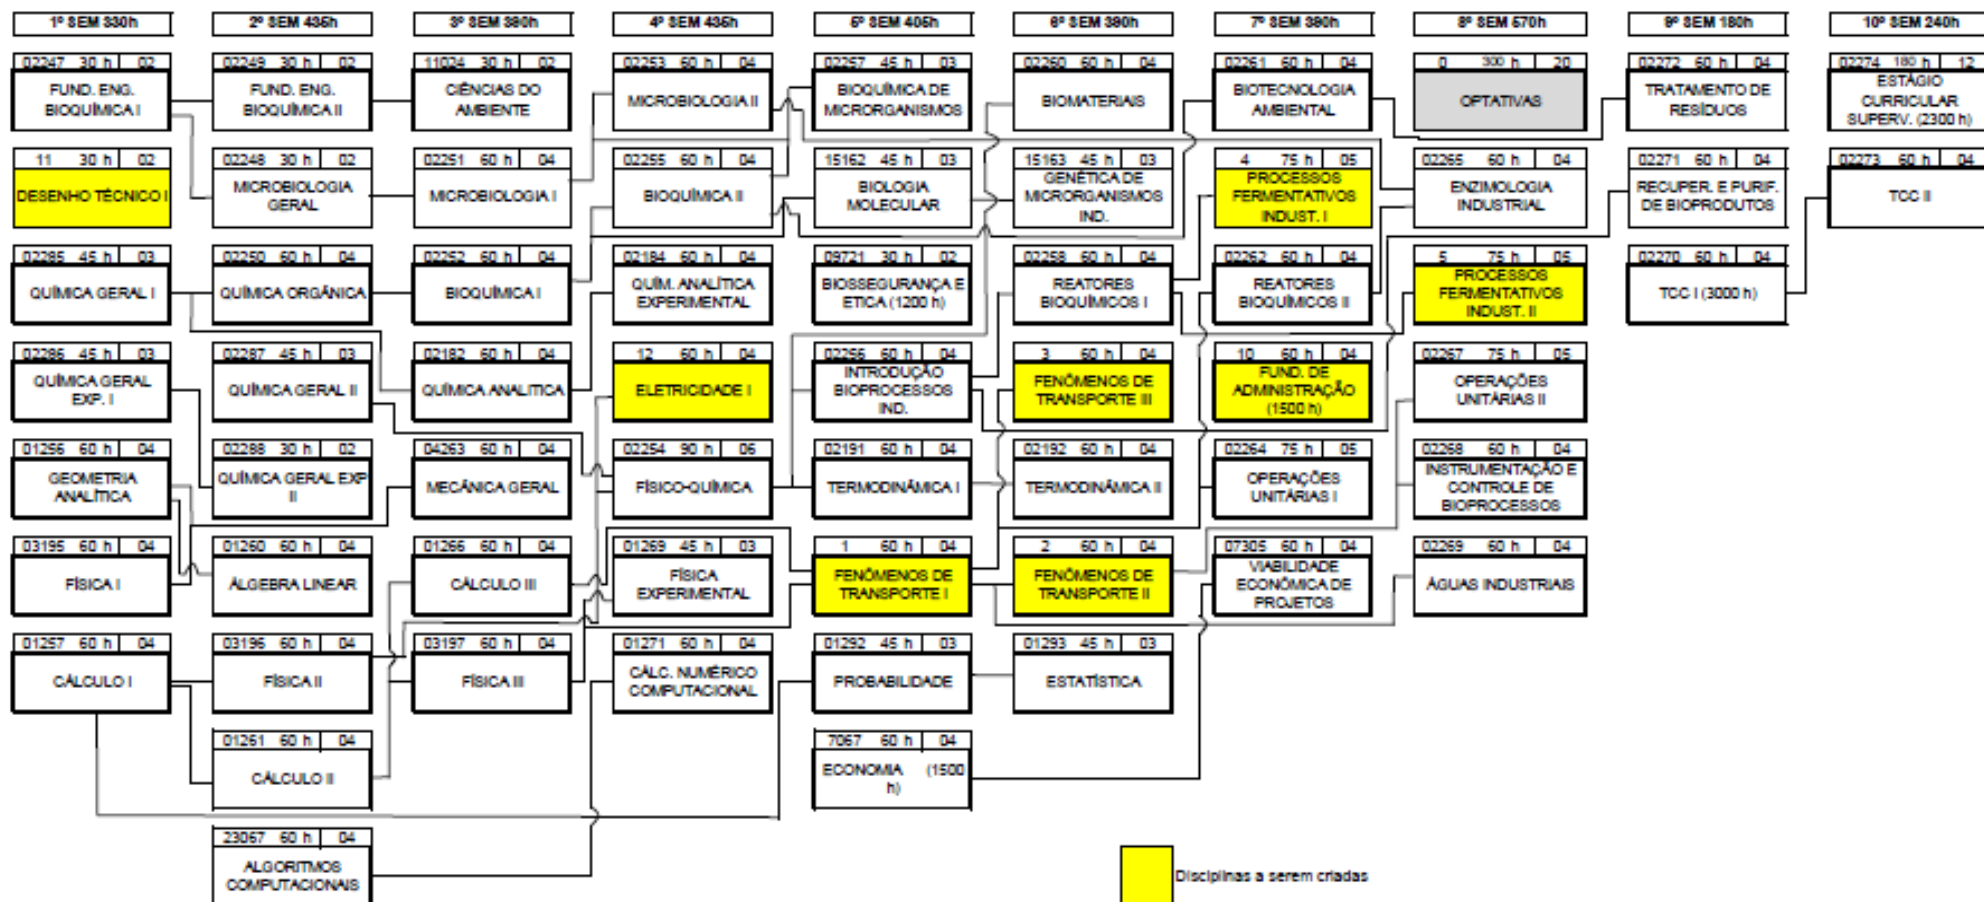 1º SEM 330h
2º SEM 435h
3º SEM 390h
4º SEM 435h
5º SEM 405h
6º SEM 390h
7º SEM 390h
8º SEM 570h
9º SEM 180h
10º SEM 240h
02247 30 h 02
FUND. ENG.
BIOQUÍMICA I
02249 30 h 02
FUND. ENG.
BIOQUÍMICA II
11024 30 h 02
CIÊNCIAS DO
AMBIENTE
02253 60 h 04
MICROBIOLOGIA II
02257 45 h 03
BIOQUÍMICA DE
MICRORGANISMOS
02260 60 h 04
BIOMATERIAIS
02261 60 h 04
BIOTECNOLOGIA
AMBIENTAL
0 300 h 20
OPTATIVAS
02272 60 h 04
TRATAMENTO DE
RESÍDUOS
02274 180 h 12
ESTÁGIO
CURRICULAR
SUPERV. (2300 h)
11 30 h 02
DESENHO TÉCNICO I
02248 30 h 02
MICROBIOLOGIA
GERAL
02251 60 h 04
MICROBIOLOGIA I
02255 60 h 04
BIOQUÍMICA II
15162 45 h 03
BIOLOGIA
MOLECULAR
15163 45 h 03
GENÉTICA DE
MICRORGANISMOS
IND.
4 75 h 05
PROCESSOS
FERMENTATIVOS
INDUST. I
02265 60 h 04
ENZIMOLOGIA
INDUSTRIAL
02271 60 h 04
RECUPER. E PURIF.
DE BIOPRODUTOS
02273 60 h 04
TCC II
02285 45 h 03
QUÍMICA GERAL I
02250 60 h 04
QUÍMICA ORGÂNICA
02252 60 h 04
BIOQUÍMICA I
02184 60 h 04
QUÍM. ANALÍTICA
EXPERIMENTAL
09721 30 h 02
BIOSSEGURANÇA E
ETICA (1200 h)
02258 60 h 04
REATORES
BIOQUÍMICOS I
02262 60 h 04
REATORES
BIOQUÍMICOS II
5 75 h 05
PROCESSOS
FERMENTATIVOS
INDUST. II
02270 60 h 04
TCC I (3000 h)
02286 45 h 03
QUÍMICA GERAL
EXP. I
02287 45 h 03
QUÍMICA GERAL II
02182 60 h 04
QUÍMICA ANALITICA
12 60 h 04
ELETRICIDADE I
02256 60 h 04
INTRODUÇÃO
BIOPROCESSOS
IND.
3 60 h 04
FENÔMENOS DE
TRANSPORTE III
10 60 h 04
FUND. DE
ADMINISTRAÇÃO
(1500 h)
02267 75 h 05
OPERAÇÕES
UNITÁRIAS II
01256 60 h 04
GEOMETRIA
ANALÍTICA
02288 30 h 02
QUÍMICA GERAL EXP
II
04263 60 h 04
MECÂNICA GERAL
02254 90 h 06
FÍSICO-QUÍMICA
02191 60 h 04
TERMODINÂMICA I
02192 60 h 04
TERMODINÂMICA II
02264 75 h 05
OPERAÇÕES
UNITÁRIAS I
02268 60 h 04
INSTRUMENTAÇÃO E
CONTROLE DE
BIOPROCESSOS
03195 60 h 04
FÍSICA I
01260 60 h 04
ÁLGEBRA LINEAR
01266 60 h 04
CÁLCULO III
01269 45 h 03
FÍSICA
EXPERIMENTAL
1 60 h 04
FENÔMENOS DE
TRANSPORTE I
2 60 h 04
FENÔMENOS DE
TRANSPORTE II
07305 60 h 04
VIABILIDADE
ECONÔMICA DE
PROJETOS
02269 60 h 04
ÁGUAS INDUSTRIAIS
01257 60 h 04
CÁLCULO I
03196 60 h 04
FÍSICA II
03197 60 h 04
FÍSICA III
01271 60 h 04
CÁLC. NUMÉRICO
COMPUTACIONAL
01292 45 h 03
PROBABILIDADE
01293 45 h 03
ESTATÍSTICA
01261 60 h 04
CÁLCULO II
7067 60 h 04
ECONOMIA (1500
h)
23067 60 h 04
ALGORITMOS
COMPUTACIONAIS
Disciplinas a serem criadas